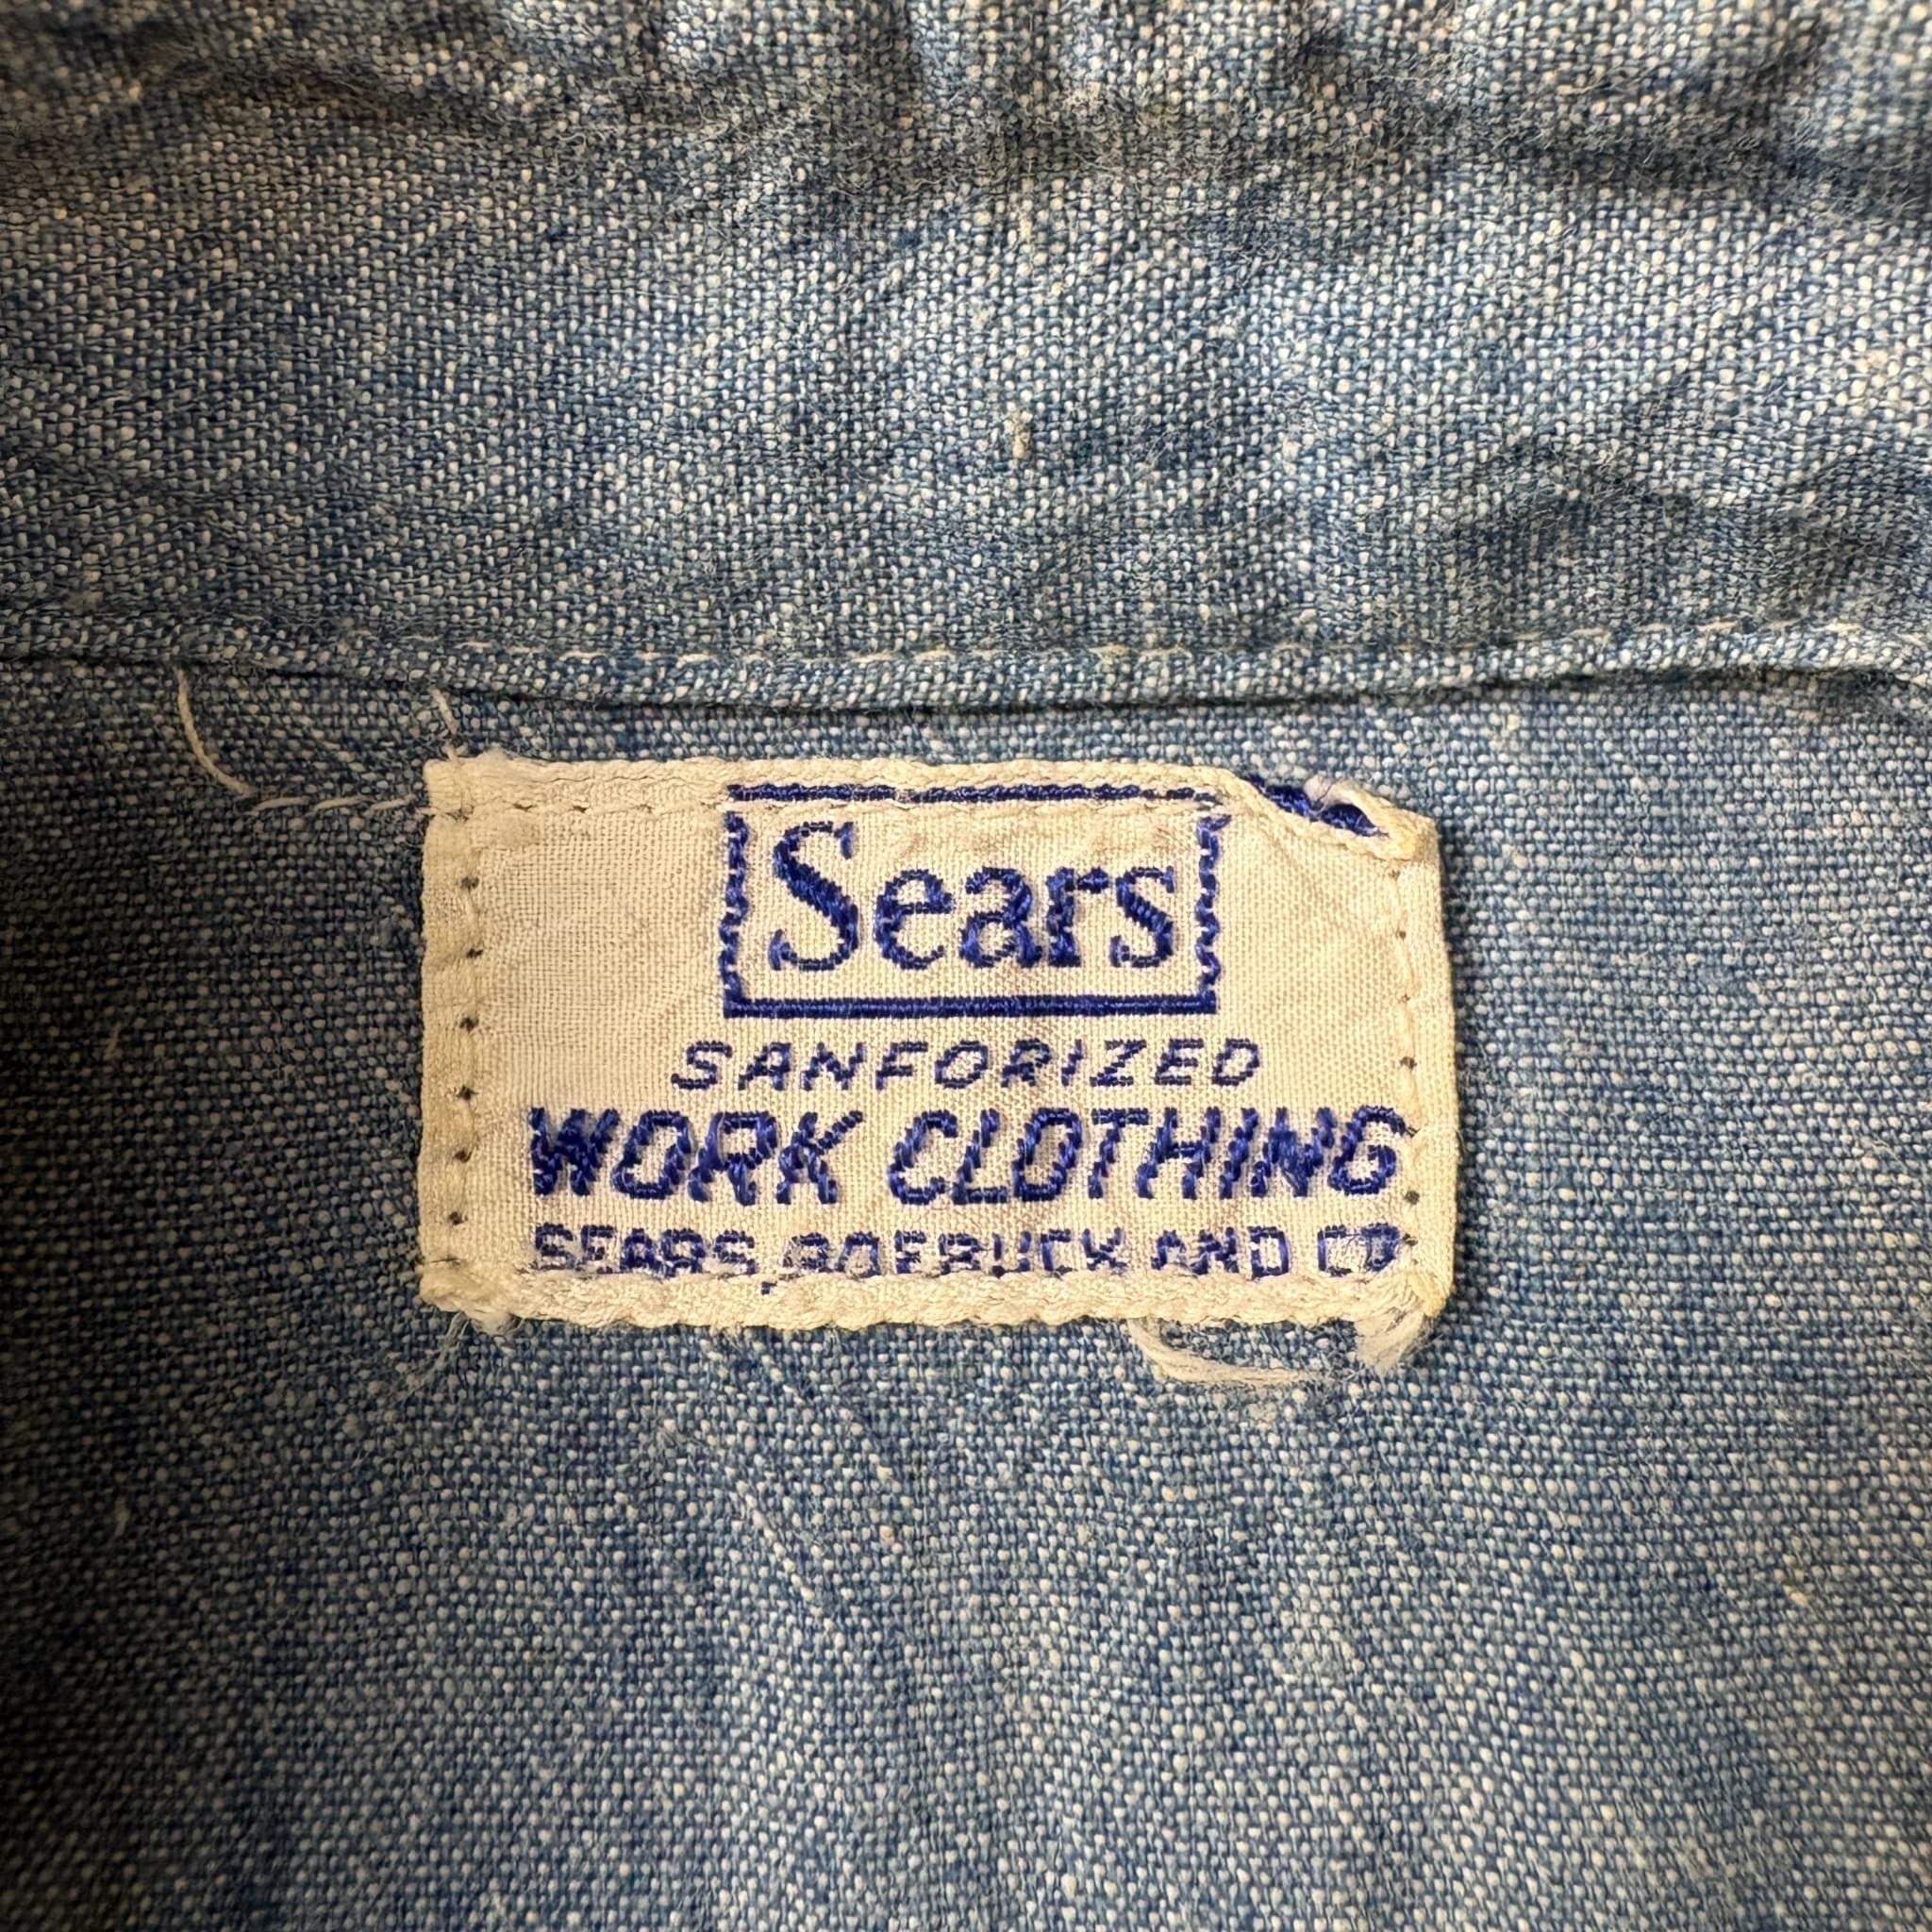 Sears
SANFORIZED
WORK CLOTHING
SEARS, ROEBUCK AND CO